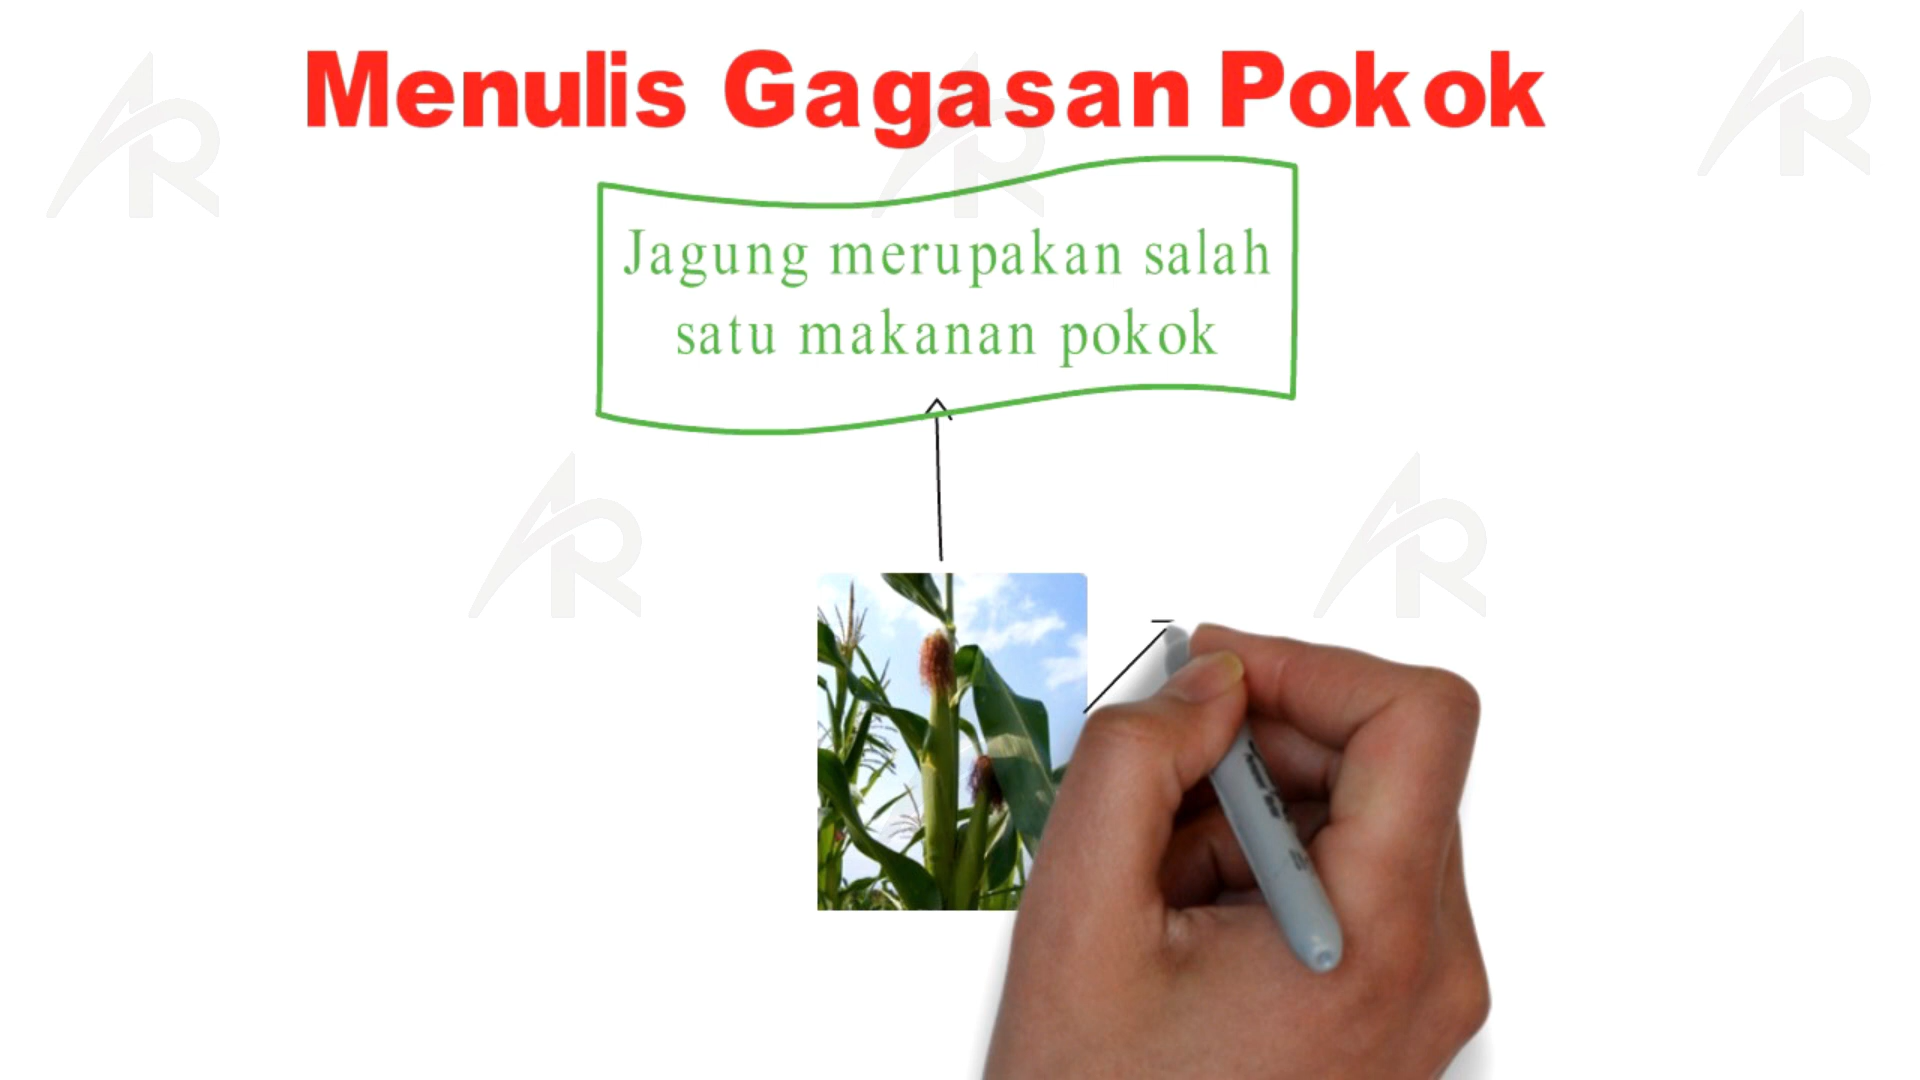 Menulis Gagasan Pokok
Jagung merupakan salah
satu makanan pokok